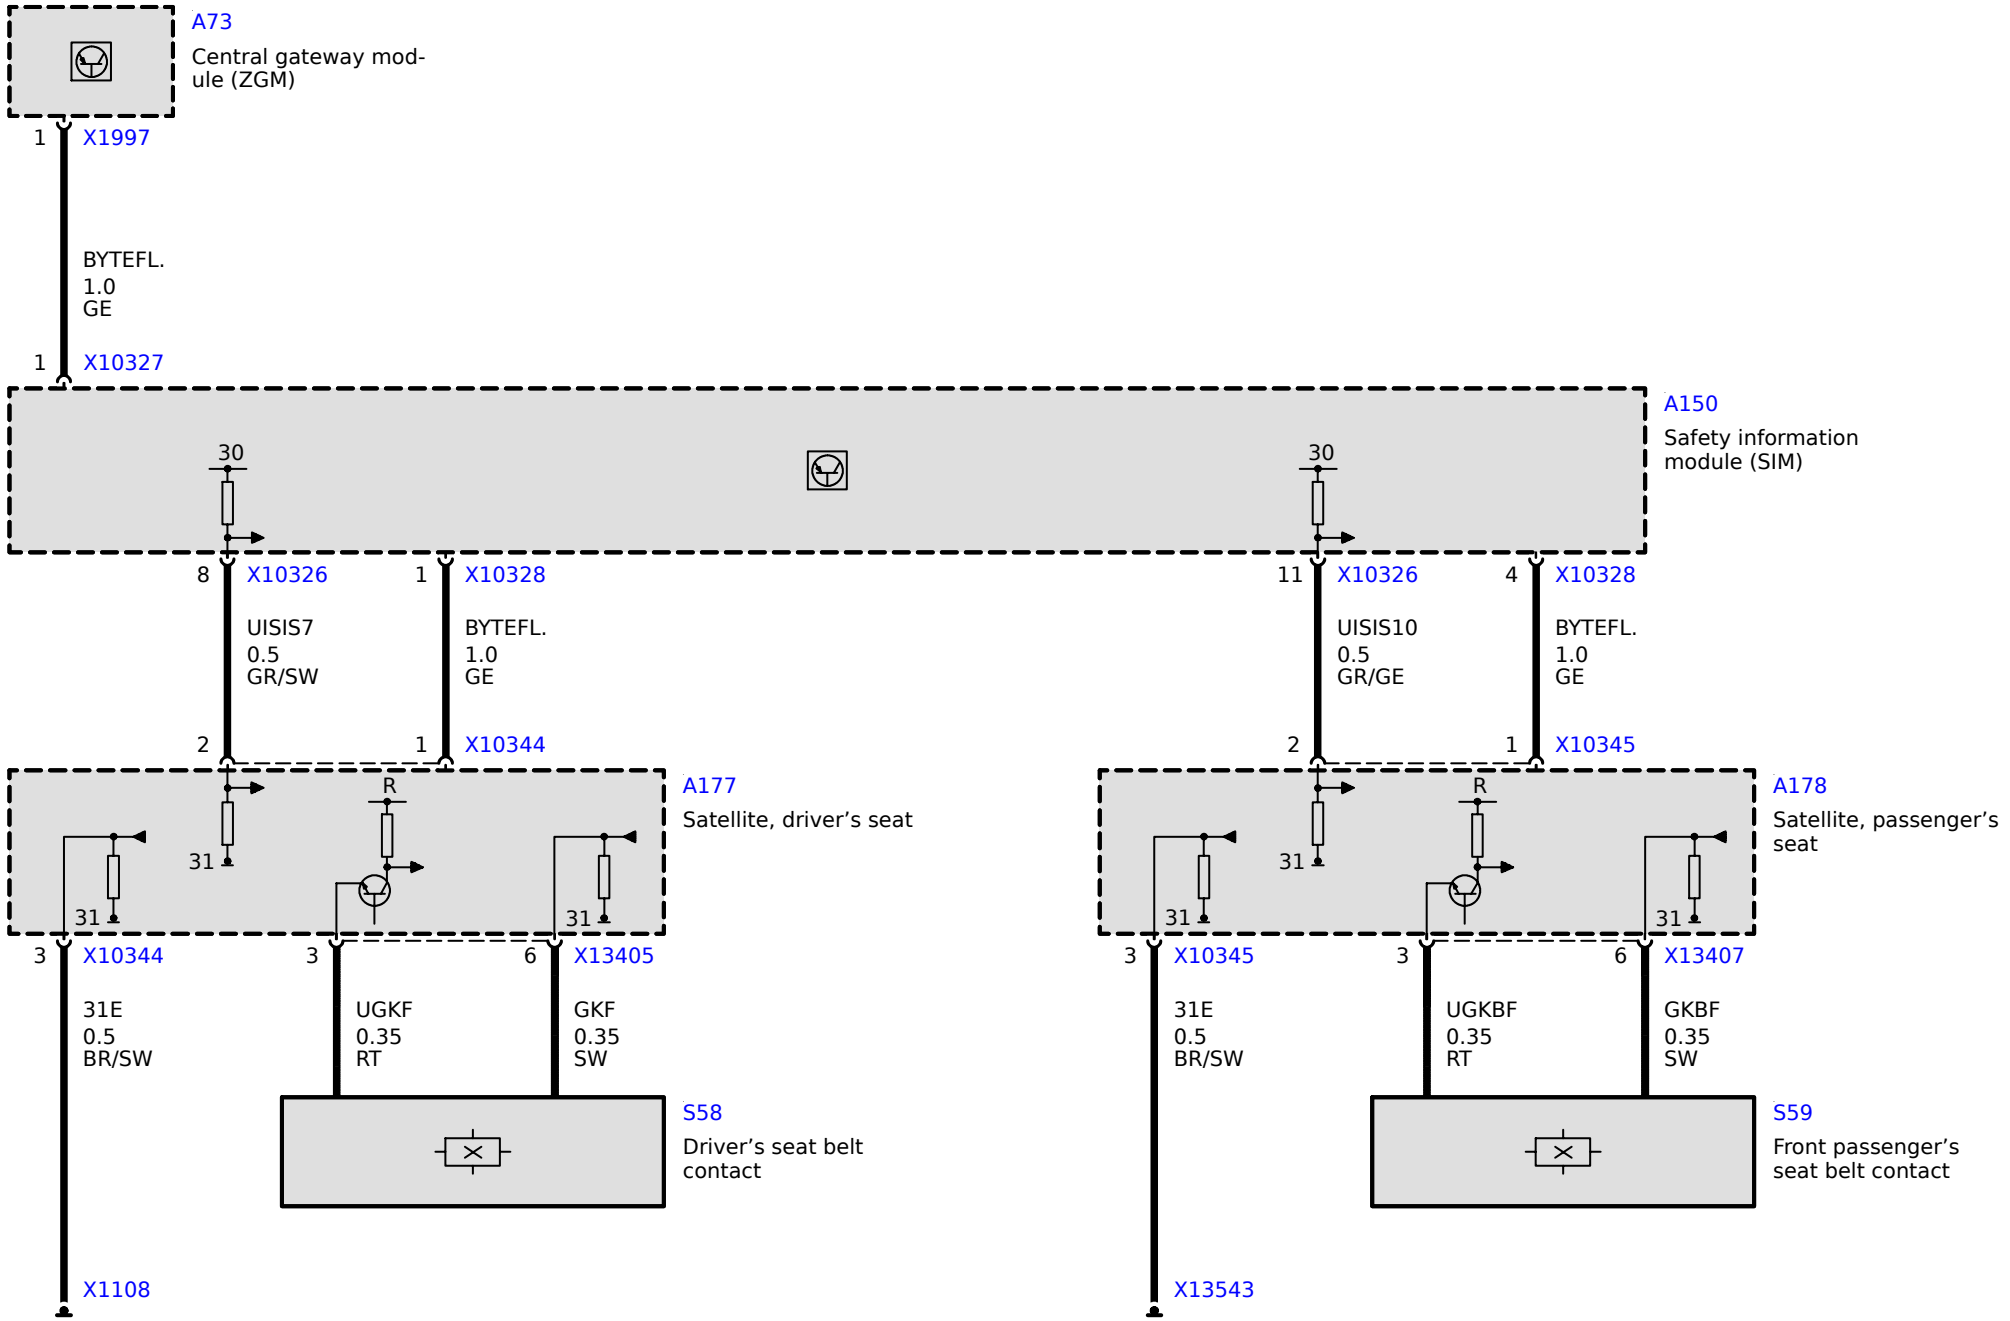 A73
Central gateway mod-
ule (ZGM)
1 X1997
BYTEFL.
1.0
GE
1 X10327
A150
Safety information
module (SIM)
30
30
8 X10326
1 X10328
11 X10326
4 X10328
UISIS7
0.5
GR/SW
BYTEFL.
1.0
GE
UISIS10
0.5
GR/GE
BYTEFL.
1.0
GE
2
1 X10344
2
1 X10345
A177
Satellite, driver’s seat
R
31
31
31
A178
Satellite, passenger’s
seat
R
31
31
31
3 X10344
3
6 X13405
3 X10345
3
6 X13407
31E
0.5
BR/SW
UGKF
0.35
RT
GKF
0.35
SW
31E
0.5
BR/SW
UGKBF
0.35
RT
GKBF
0.35
SW
S58
Driver’s seat belt
contact
S59
Front passenger’s
seat belt contact
X1108
X13543